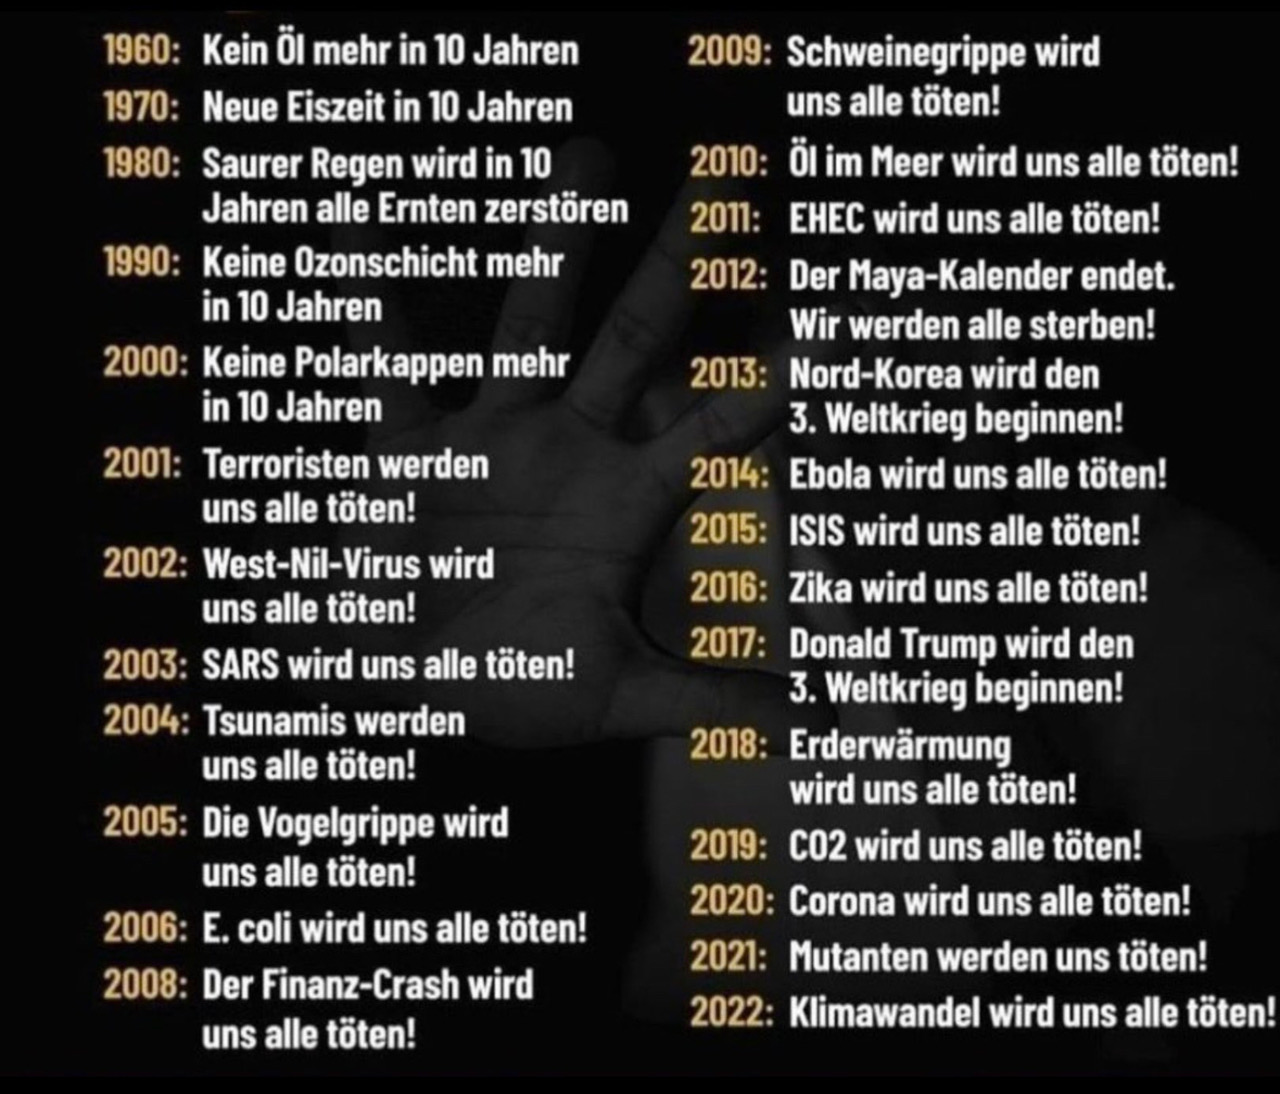 1960: Kein Öl mehr in 10 Jahren
1970: Neue Eiszeit in 10 Jahren
1980: Saurer Regen wird in 10
Jahren alle Ernten zerstören
1990: Keine Ozonschicht mehr
in 10 Jahren
2000: Keine Polarkappen mehr
in 10 Jahren
2001: Terroristen werden
uns alle töten!
2002: West-Nil-Virus wird
uns alle töten!
2003: SARS wird uns alle töten!
2004: Tsunamis werden
uns alle töten!
2005: Die Vogelgrippe wird
uns alle töten!
2006: E. coli wird uns alle töten!
2008: Der Finanz-Crash wird
uns alle töten!
2009: Schweinegrippe wird
uns alle töten!
2010: Öl im Meer wird uns alle töten!
2011: EHEC wird uns alle töten!
2012: Der Maya-Kalender endet.
Wir werden alle sterben!
2013: Nord-Korea wird den
3. Weltkrieg beginnen!
2014: Ebola wird uns alle töten!
2015: ISIS wird uns alle töten!
2016: Zika wird uns alle töten!
2017: Donald Trump wird den
3. Weltkrieg beginnen!
2018: Erderwärmung
wird uns alle töten!
2019: CO2 wird uns alle töten!
2020: Corona wird uns alle töten!
2021: Mutanten werden uns töten!
2022: Klimawandel wird uns alle töten!